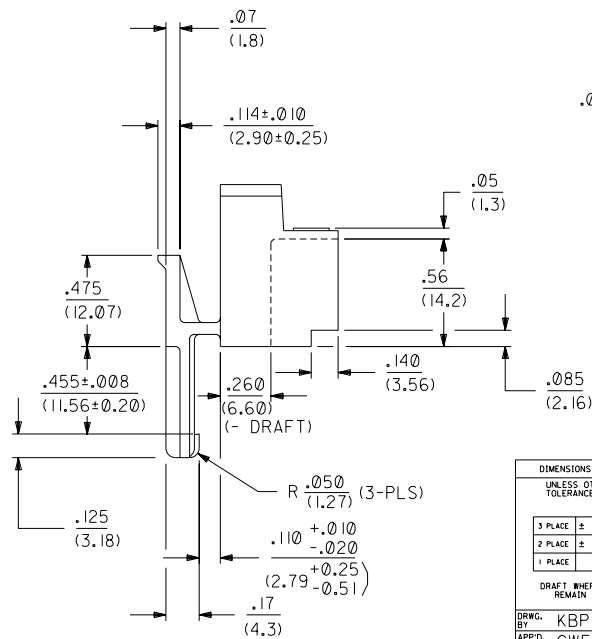 .07
(1.8)
.0
.114±.010
(2.90±0.25)
.05
(1.3)
.475
(12.07)
.56
(14.2)
.140
(3.56)
.085
(2.16)
.455±.008
(11.56±0.20)
.260
(6.60)
(- DRAFT)
R .050 (3-PLS)
(1.27)
.125
(3.18)
.110 +.010
-.020
(2.79 +0.25
-0.51)
.17
(4.3)
DIMENSIONS
UNLESS OT
TOLERANCE
3 PLACE ±
2 PLACE ±
1 PLACE
DRAFT WHER
REMAIN
DRWG. BY KBP